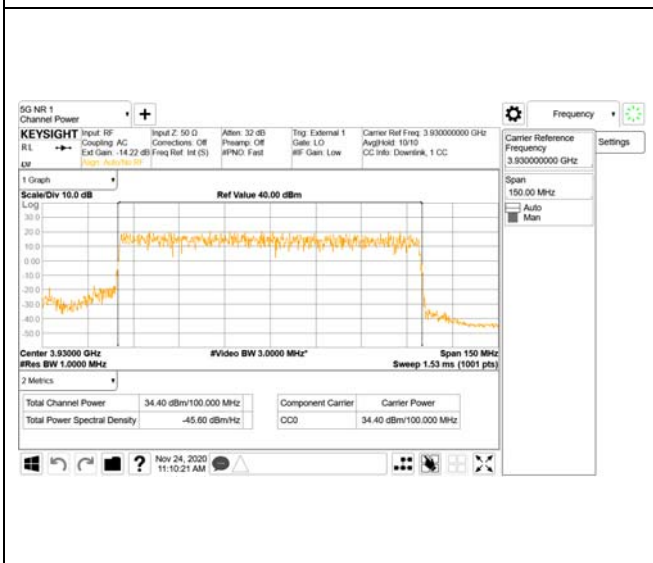 5G NR 1
Channel Power
+
Frequency
KEYSIGHT Input: RF Input Z: 50 Ω Atten: 32 dB Trig: External 1 Carrier Ref Freq: 3.930000000 GHz
RL Coupling: AC Corrections: Off Preamp: Off Gate: LO Avg|Hold: 10/10
Ext Gain: -14.22 dB Freq Ref: Int (S) #PNO: Fast #IF Gain: Low CC Info: Downlink, 1 CC
Align: Auto/No RF
Carrier Reference
Frequency
3.930000000 GHz
Settings
Span
150.00 MHz
Auto
Man
1 Graph
Scale/Div 10.0 dB Ref Value 40.00 dBm
Log
30.0
20.0
10.0
0.00
-10.0
-20.0
-30.0
-40.0
-50.0
Center 3.93000 GHz #Video BW 3.0000 MHz* Span 150 MHz
#Res BW 1.0000 MHz Sweep 1.53 ms (1001 pts)
2 Metrics
Total Channel Power 34.40 dBm/100.000 MHz Component Carrier Carrier Power
Total Power Spectral Density -45.60 dBm/Hz CC0 34.40 dBm/100.000 MHz
? Nov 24, 2020
11:10:21 AM